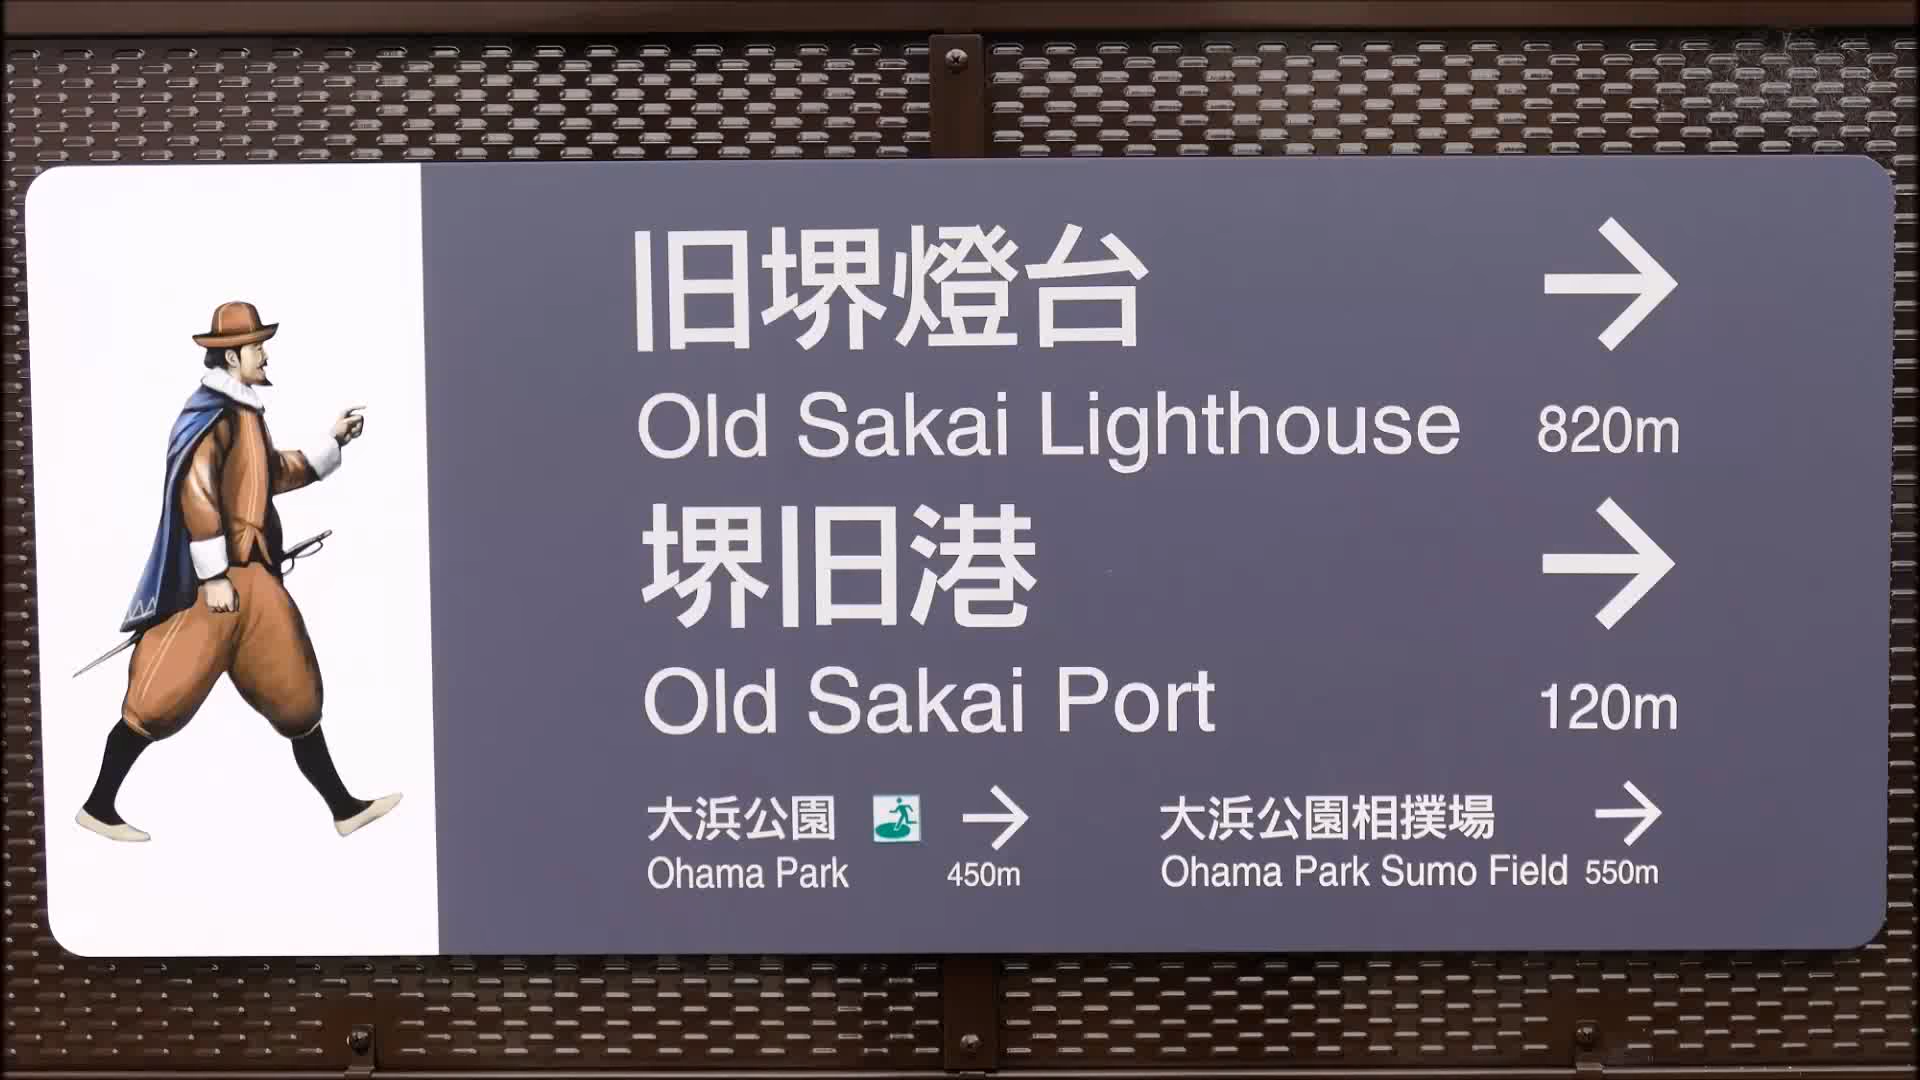 旧堺燈台
Old Sakai Lighthouse 820m
堺旧港
Old Sakai Port 120m
大浜公園 大浜公園相撲場
Ohama Park 450m Ohama Park Sumo Field 550m